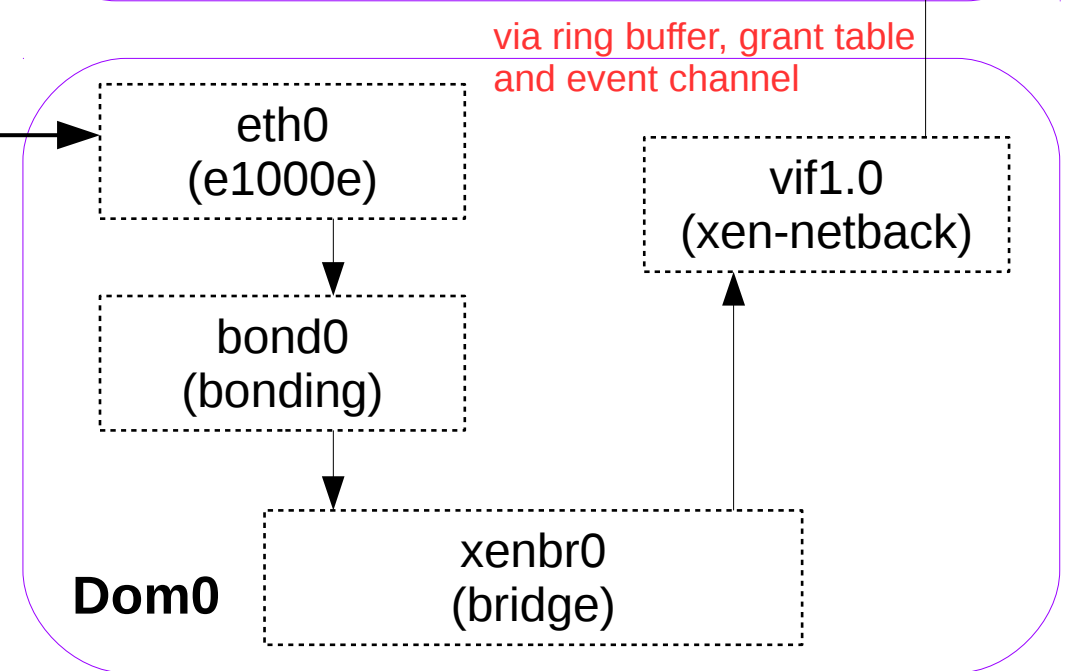 via ring buffer, grant table
and event channel
eth0
(e1000e)
vif1.0
(xen-netback)
bond0
(bonding)
xenbr0
(bridge)
Dom0